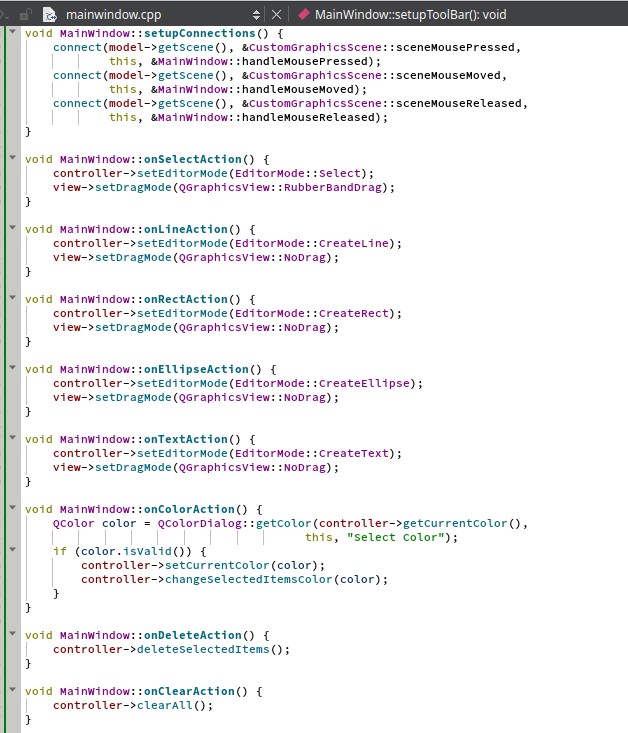 mainwindow.cpp MainWindow::setupToolBar(): void
void MainWindow::setupConnections() {
    connect(model->getScene(), &CustomGraphicsScene::sceneMousePressed,
            this, &MainWindow::handleMousePressed);
    connect(model->getScene(), &CustomGraphicsScene::sceneMouseMoved,
            this, &MainWindow::handleMouseMoved);
    connect(model->getScene(), &CustomGraphicsScene::sceneMouseReleased,
            this, &MainWindow::handleMouseReleased);
}
void MainWindow::onSelectAction() {
    controller->setEditorMode(EditorMode::Select);
    view->setDragMode(QGraphicsView::RubberBandDrag);
}
void MainWindow::onLineAction() {
    controller->setEditorMode(EditorMode::CreateLine);
    view->setDragMode(QGraphicsView::NoDrag);
}
void MainWindow::onRectAction() {
    controller->setEditorMode(EditorMode::CreateRect);
    view->setDragMode(QGraphicsView::NoDrag);
}
void MainWindow::onEllipseAction() {
    controller->setEditorMode(EditorMode::CreateEllipse);
    view->setDragMode(QGraphicsView::NoDrag);
}
void MainWindow::onTextAction() {
    controller->setEditorMode(EditorMode::CreateText);
    view->setDragMode(QGraphicsView::NoDrag);
}
void MainWindow::onColorAction() {
    QColor color = QColorDialog::getColor(controller->getCurrentColor(),
                                        this, "Select Color");
    if (color.isValid()) {
        controller->setCurrentColor(color);
        controller->changeSelectedItemsColor(color);
    }
}
void MainWindow::onDeleteAction() {
    controller->deleteSelectedItems();
}
void MainWindow::onClearAction() {
    controller->clearAll();
}